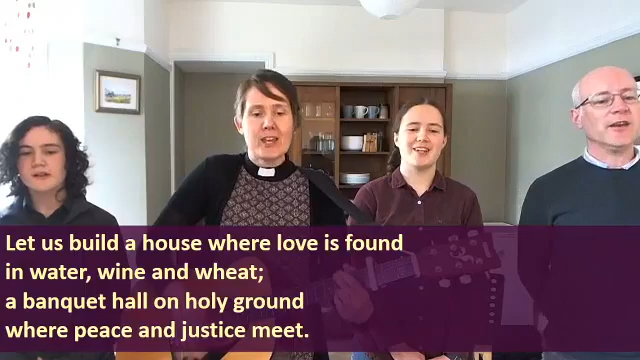 Let us build a house where love is found
in water, wine and wheat;
a banquet hall on holy ground
where peace and justice meet.